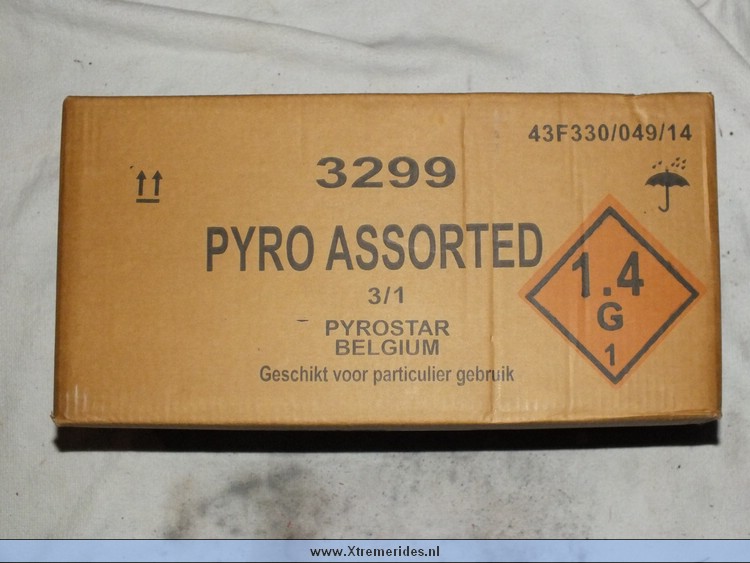 43F330/049/14
3299
PYRO ASSORTED
3/1
PYROSTAR
BELGIUM
Geschikt voor particulier gebruik
1.4
G
1
www.Xtremerides.nl